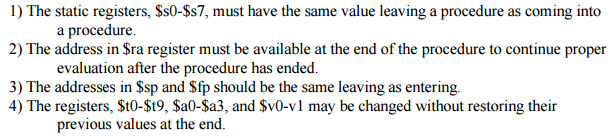 1) The static registers, $s0-$s7, must have the same value leaving a procedure as coming into
a procedure.
2) The address in $ra register must be available at the end of the procedure to continue proper
evaluation after the procedure has ended.
3) The addresses in $sp and $fp should be the same leaving as entering.
4) The registers, $t0-$t9, $a0-$a3, and $v0-v1 may be changed without restoring their
previous values at the end.